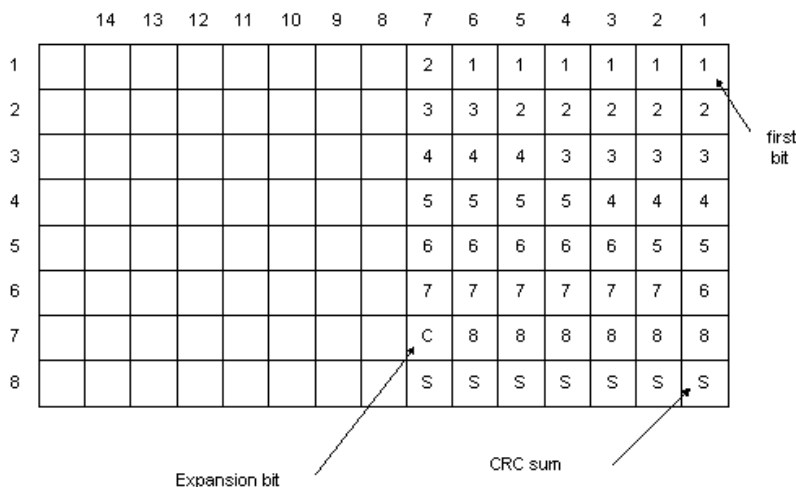 14 13 12 11 10 9 8 7 6 5 4 3 2 1
1 2 1 1 1 1 1 1
2 3 3 2 2 2 2 2
first
bit
3 4 4 4 3 3 3 3
4 5 5 5 5 4 4 4
5 6 6 6 6 6 5 5
6 7 7 7 7 7 7 6
7 C 8 8 8 8 8 8
8 S S S S S S S
CRC sum
Expansion bit